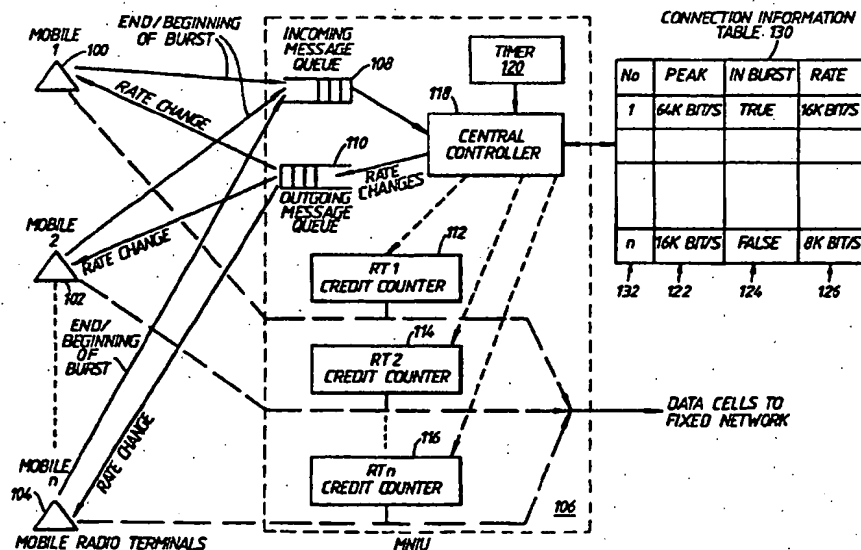 MOBILE
1
100
END/BEGINNING
OF BURST
RATE CHANGE
INCOMING
MESSAGE
QUEUE
108
TIMER
120
118
CENTRAL
CONTROLLER
110
RATE
CHANGES
OUTGOING
MESSAGE
QUEUE
CONNECTION INFORMATION
TABLE 130
No PEAK IN BURST RATE
1 64K BIT/S TRUE 16K BIT/S
n 16K BIT/S FALSE 8K BIT/S
132 122 124 126
MOBILE
2
102
RATE CHANGE
112
RT 1
CREDIT COUNTER
114
RT2
CREDIT COUNTER
116
RTn
CREDIT COUNTER
END/
BEGINNING
OF BURST
RATE CHANGE
DATA CELLS TO
FIXED NETWORK
MOBILE
n
104
MOBILE RADIO TERMINALS
106
MNIU